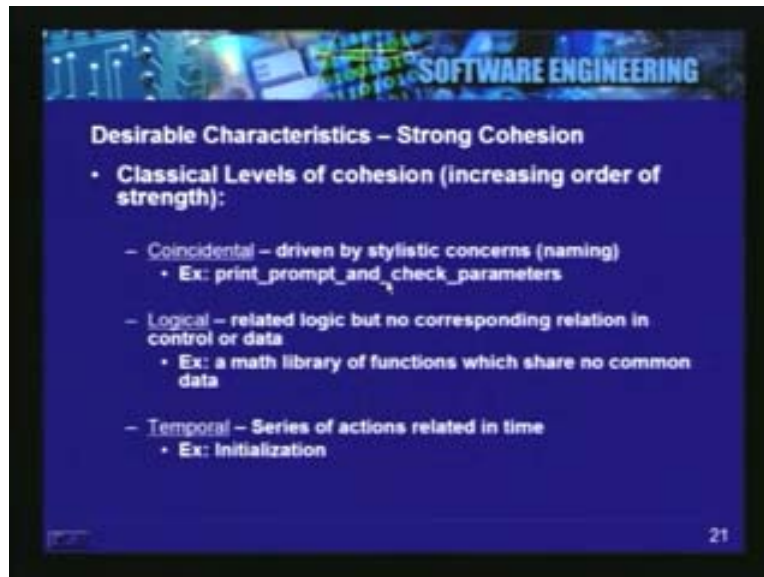 SOFTWARE ENGINEERING
Desirable Characteristics – Strong Cohesion
• Classical Levels of cohesion (increasing order of
strength):
– Coincidental – driven by stylistic concerns (naming)
• Ex: print_prompt_and_check_parameters
– Logical – related logic but no corresponding relation in
control or data
• Ex: a math library of functions which share no common
data
– Temporal – Series of actions related in time
• Ex: Initialization
21